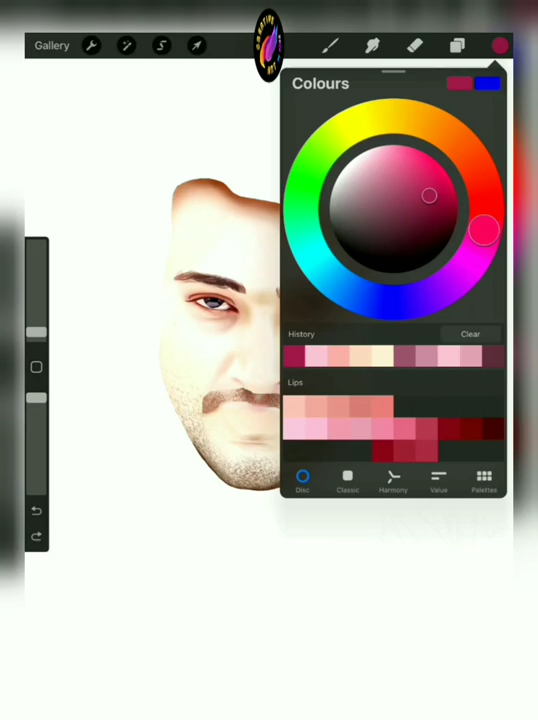 Gallery
Colours
History
Clear
Lips
Disc
Classic
Harmony
Value
Palettes